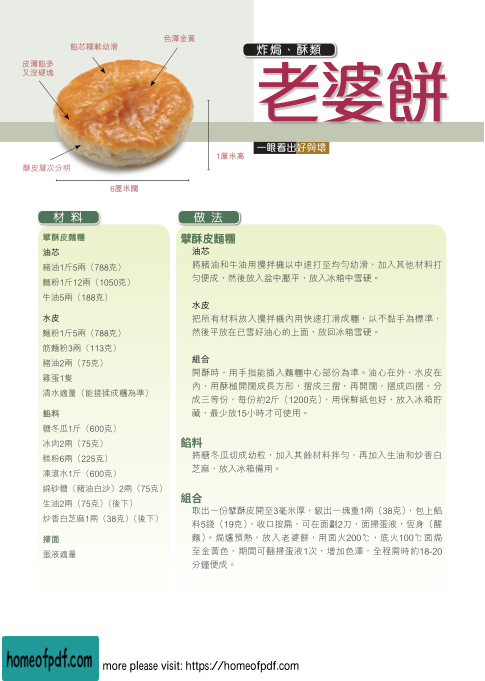 色澤金黃
餡芯糯軟幼滑
皮薄餡多
又沒硬塊
炸焗、酥類
老婆餅
一眼看出好與壞
1厘米高
酥皮層次分明
6厘米闊
材 料
擘酥皮麵糰
油芯
豬油1斤5兩（788克）
麵粉1斤12兩（1050克）
牛油5兩（188克）
水皮
麵粉1斤5兩（788克）
筋麵粉3兩（113克）
豬油2兩（75克）
雞蛋1隻
清水適量（能搓揉成糰為準）
餡料
糖冬瓜1斤（600克）
冰肉2兩（75克）
糕粉6兩（225克）
凍滾水1斤（600克）
綿砂糖（豬油白沙）2兩（75克）
生油2兩（75克）（後下）
炒香白芝麻1兩（38克）（後下）
掃面
蛋液適量
做 法
擘酥皮麵糰
油芯
將豬油和牛油用攪拌機以中速打至均勻幼滑，加入其他材料打
勻便成，然後放入盆中壓平，放入冰箱中雪硬。
水皮
把所有材料放入攪拌機內用快速打滑成糰，以不黏手為標準，
然後平放在已雪好油心的上面，放回冰箱雪硬。
組合
開酥時，用手指能插入麵糰中心部份為準。油心在外，水皮在
內，用酥槌開闊成長方形，摺成三摺，再開闊，摺成四摺，分
成三等份，每份約2斤（1200克），用保鮮紙包好，放入冰箱貯
藏，最少放15小時才可使用。
餡料
將糖冬瓜切成幼粒，加入其餘材料拌勻，再加入生油和炒香白
芝麻，放入冰箱備用。
組合
取出一份擘酥皮開至3毫米厚，鈒出一塊重1兩（38克），包上餡
料5錢（19克），收口按扁，可在面劃2刀，面掃蛋液，恆身（醒
麵）。焗爐預熱，放入老婆餅，用面火200℃，底火100℃面焗
至金黃色，期間可翻掃蛋液1次，增加色澤，全程需時約18-20
分鐘便成。
homeofpdf.com
more please visit: https://homeofpdf.com